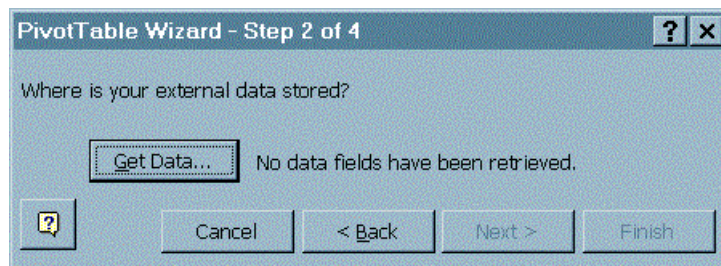 PivotTable Wizard - Step 2 of 4 ? ×
Where is your external data stored?
Get Data... No data fields have been retrieved.
? Cancel < Back Next > Finish